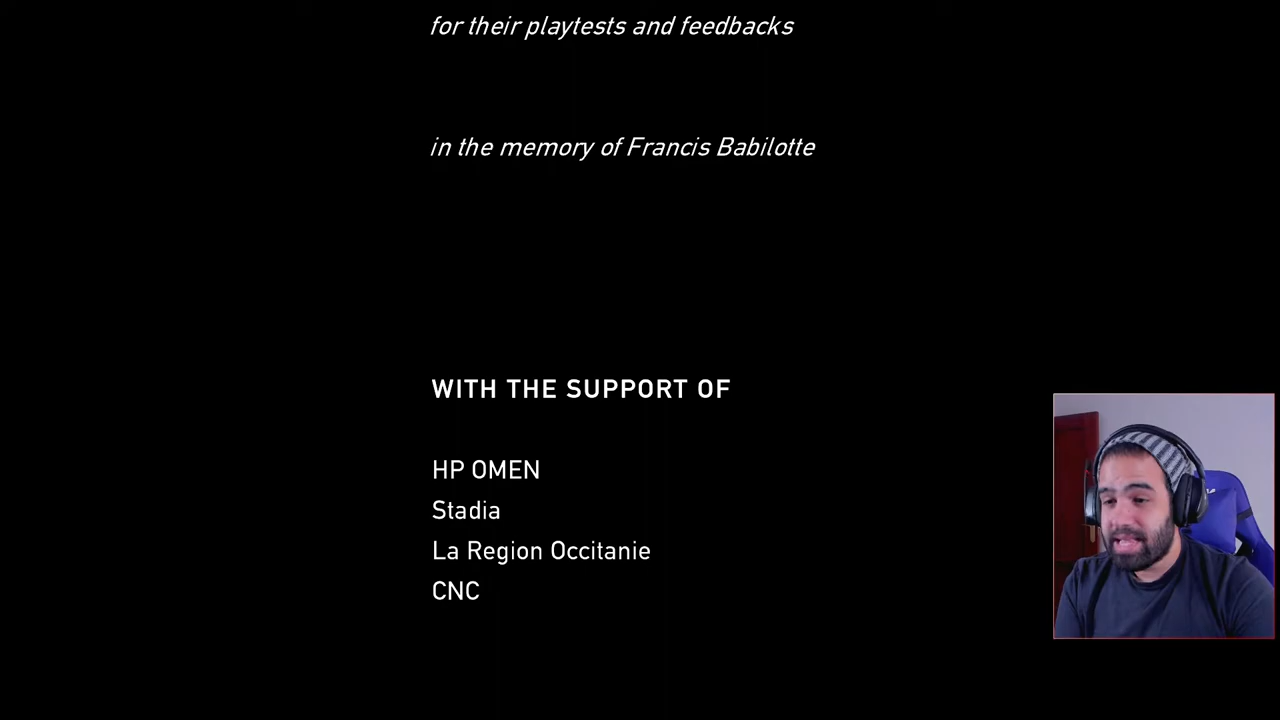 for their playtests and feedbacks
in the memory of Francis Babilotte
WITH THE SUPPORT OF
HP OMEN
Stadia
La Region Occitanie
CNC